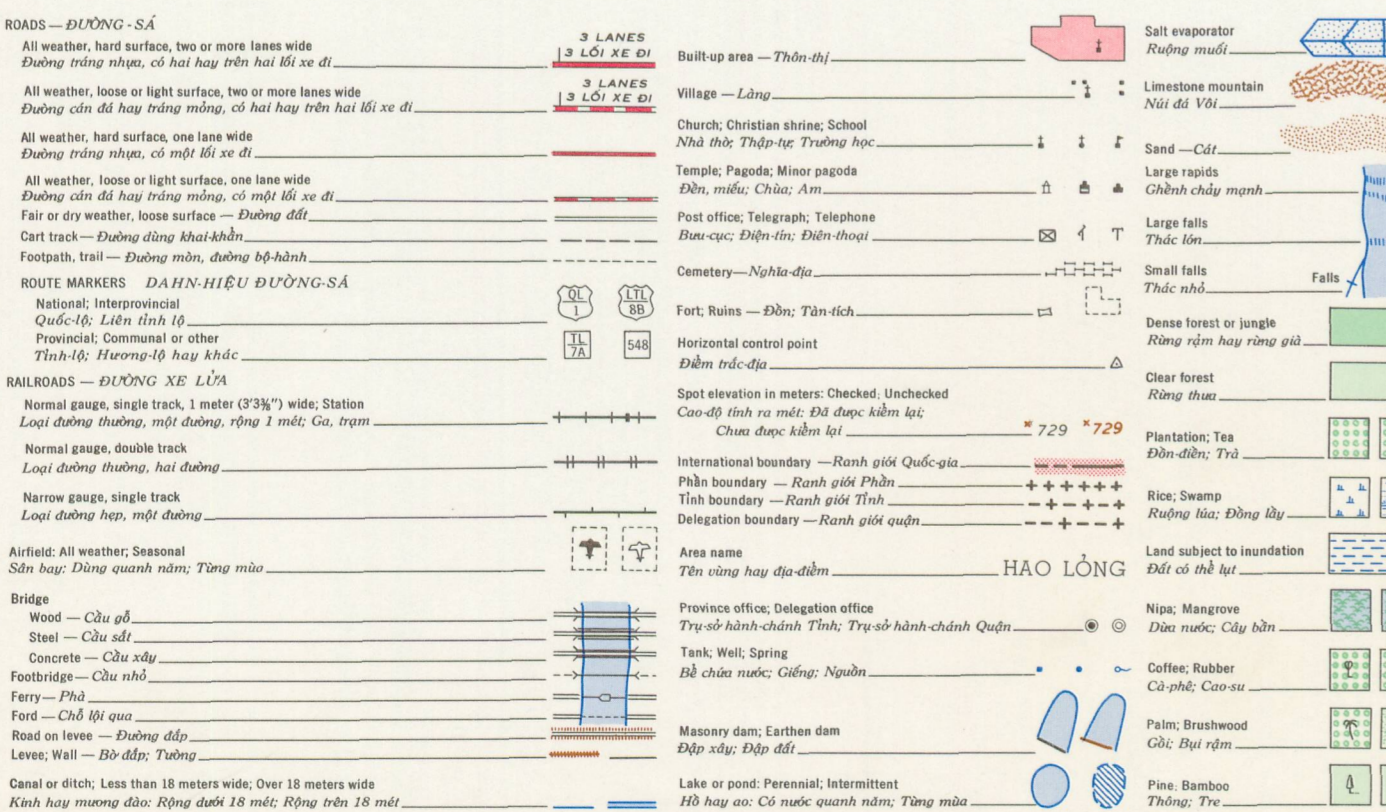 ROADS — ĐƯỜNG - SÁ
All weather, hard surface, two or more lanes wide
Đường tráng nhựa, có hai hay trên hai lối xe đi
3 LANES
3 LỐI XE ĐI
All weather, loose or light surface, two or more lanes wide
Đường cán đá hay tráng mỏng, có hai hay trên hai lối xe đi
3 LANES
3 LỐI XE ĐI
All weather, hard surface, one lane wide
Đường tráng nhựa, có một lối xe đi
All weather, loose or light surface, one lane wide
Đường cán đá hay tráng mỏng, có một lối xe đi
Fair or dry weather, loose surface — Đường đất
Cart track — Đường dùng khai-khẩn
Footpath, trail — Đường mòn, đường bộ-hành
ROUTE MARKERS DAHN-HIỆU ĐƯỜNG-SÁ
National; Interprovincial
Quốc-lộ; Liên tỉnh lộ
QL
1
LTL
8B
Provincial; Communal or other
Tỉnh-lộ; Hương-lộ hay khác
TL
7A
548
RAILROADS — ĐƯỜNG XE LỬA
Normal gauge, single track, 1 meter (3'3⅜") wide; Station
Loại đường thường, một đường, rộng 1 mét; Ga, trạm
Normal gauge, double track
Loại đường thường, hai đường
Narrow gauge, single track
Loại đường hẹp, một đường
Airfield: All weather; Seasonal
Sân bay: Dùng quanh năm; Từng mùa
Bridge
Wood — Cầu gỗ
Steel — Cầu sắt
Concrete — Cầu xây
Footbridge — Cầu nhỏ
Ferry — Phà
Ford — Chỗ lội qua
Road on levee — Đường đắp
Levee; Wall — Bờ đắp; Tường
Canal or ditch; Less than 18 meters wide; Over 18 meters wide
Kinh hay mương đào: Rộng dưới 18 mét; Rộng trên 18 mét
Built-up area — Thôn-thị
Village — Làng
Church; Christian shrine; School
Nhà thờ; Thập-tự; Trường học
Temple; Pagoda; Minor pagoda
Đền, miếu; Chùa; Am
Post office; Telegraph; Telephone
Bưu-cục; Điện-tín; Điên-thoại
Cemetery — Nghĩa-địa
Fort; Ruins — Đồn; Tàn-tích
Horizontal control point
Điểm trắc-địa
Spot elevation in meters: Checked; Unchecked
Cao-độ tính ra mét: Đã được kiểm lại;
Chưa được kiểm lại
729 729
International boundary — Ranh giới Quốc-gia
Phần boundary — Ranh giới Phần
Tỉnh boundary — Ranh giới Tỉnh
Delegation boundary — Ranh giới quận
Area name
Tên vùng hay địa-điểm
HAO LỎNG
Province office; Delegation office
Trụ-sở hành-chánh Tỉnh; Trụ-sở hành-chánh Quận
Tank; Well; Spring
Bể chứa nước; Giếng; Nguồn
Masonry dam; Earthen dam
Đập xây; Đập đất
Lake or pond: Perennial; Intermittent
Hồ hay ao: Có nước quanh năm; Từng mùa
Salt evaporator
Ruộng muối
Limestone mountain
Núi đá Vôi
Sand — Cát
Large rapids
Ghềnh chảy mạnh
Large falls
Thác lớn
Small falls
Thác nhỏ
Falls
Dense forest or jungle
Rừng rậm hay rừng già
Clear forest
Rừng thưa
Plantation; Tea
Đồn-điền; Trà
Rice; Swamp
Ruộng lúa; Đồng lầy
Land subject to inundation
Đất có thể lụt
Nipa; Mangrove
Dừa nước; Cây bần
Coffee; Rubber
Cà-phê; Cao-su
Palm; Brushwood
Gồi; Bụi rậm
Pine; Bamboo
Thông; Tre